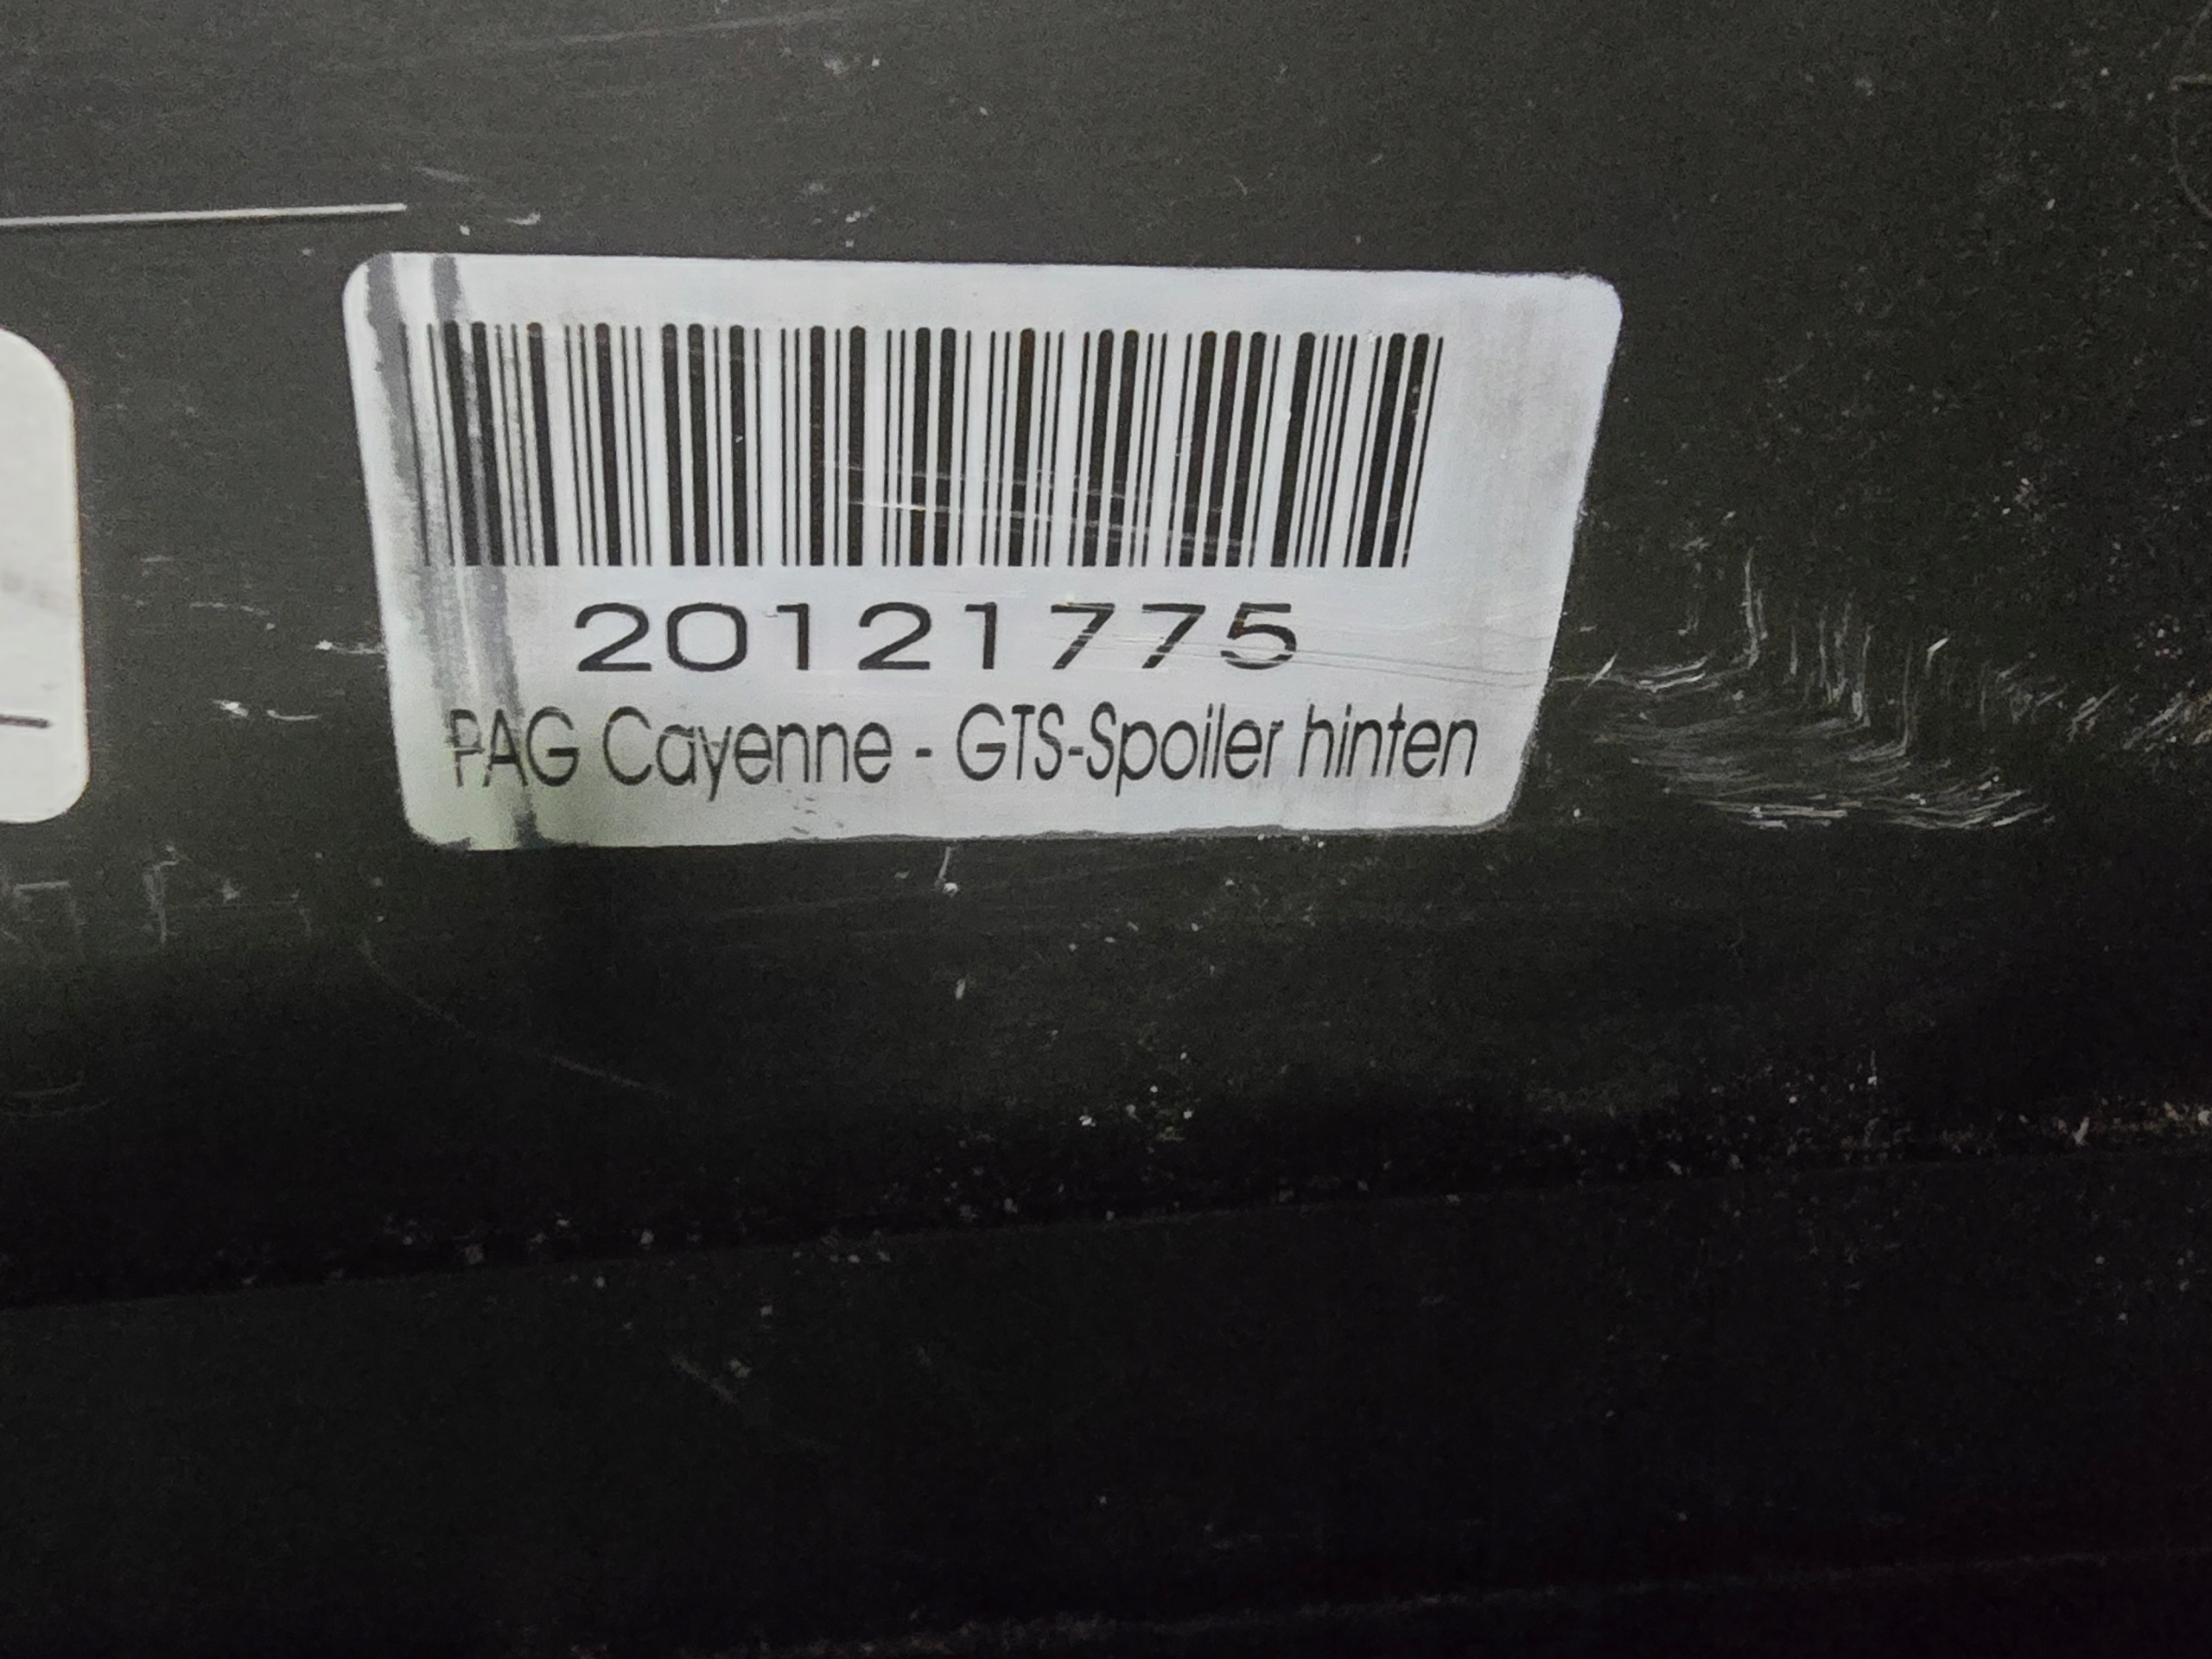 20121775
PAG Cayenne - GTS-Spoiler hinten